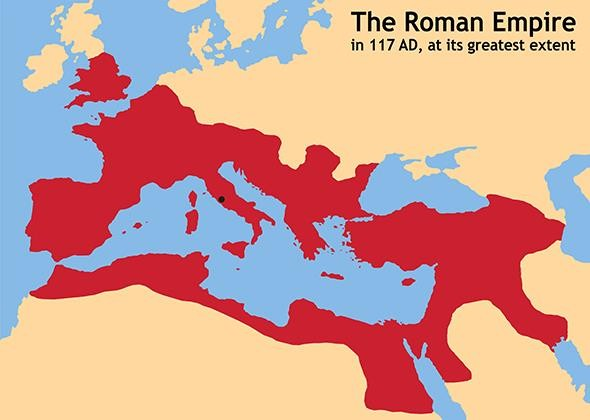 The Roman Empire
in 117 AD, at its greatest extent